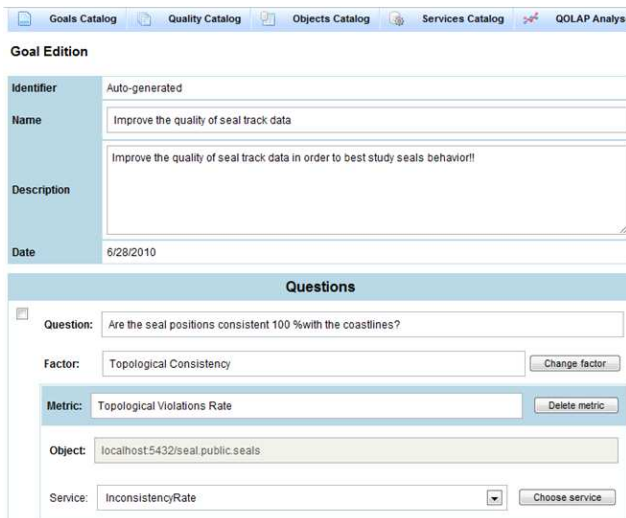 Goals Catalog Quality Catalog Objects Catalog Services Catalog QOLAP Analys
Goal Edition
Identifier Auto-generated
Name Improve the quality of seal track data
Description Improve the quality of seal track data in order to best study seals behavior!!
Date 6/28/2010
Questions
Question: Are the seal positions consistent 100 %with the coastlines?
Factor: Topological Consistency Change factor
Metric: Topological Violations Rate Delete metric
Object: localhost:5432/seal.public.seals
Service: InconsistencyRate Choose service